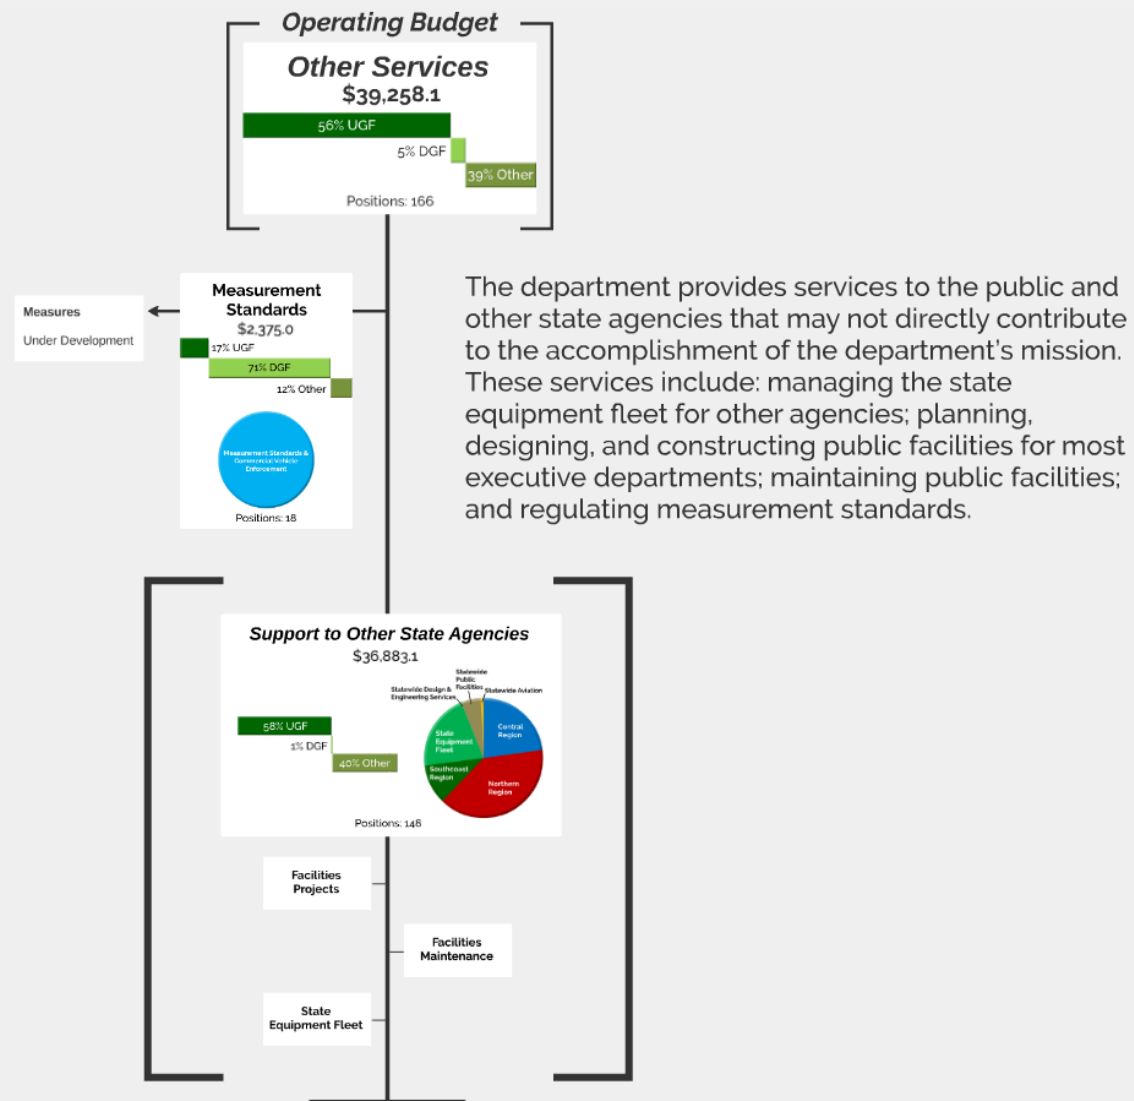 Operating Budget
Other Services
$39,258.1
56% UGF
5% DGF
39% Other
Positions: 166
Measures
Under Development
Measurement
Standards
$2,375.0
17% UGF
71% DGF
12% Other
Measurement Standards &
Commercial Vehicle
Enforcement
Positions: 18
The department provides services to the public and
other state agencies that may not directly contribute
to the accomplishment of the department's mission.
These services include: managing the state
equipment fleet for other agencies; planning,
designing, and constructing public facilities for most
executive departments; maintaining public facilities;
and regulating measurement standards.
Support to Other State Agencies
$36,883.1
58% UGF
1% DGF
40% Other
Statewide
Public
Facilities
Statewide Design &
Engineering Services
Statewide Aviation
Central
Region
State
Equipment
Fleet
Southcoast
Region
Northern
Region
Positions: 148
Facilities
Projects
Facilities
Maintenance
State
Equipment Fleet